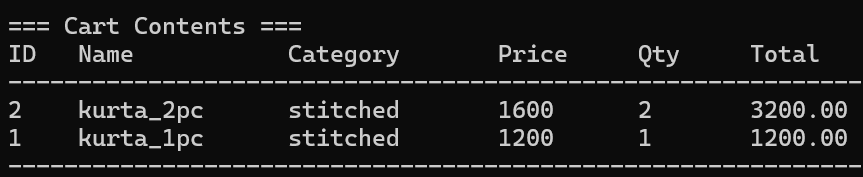 === Cart Contents ===
ID   Name           Category       Price     Qty     Total
-------------------------------------------------------------
2    kurta_2pc      stitched       1600      2       3200.00
1    kurta_1pc      stitched       1200      1       1200.00
-------------------------------------------------------------